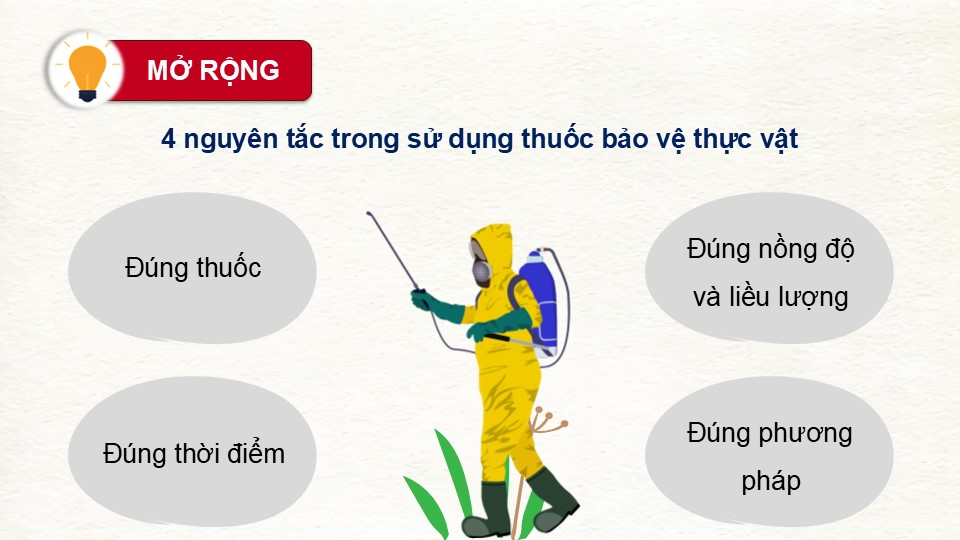 MỞ RỘNG
4 nguyên tắc trong sử dụng thuốc bảo vệ thực vật
Đúng thuốc
Đúng nồng độ
và liều lượng
Đúng thời điểm
Đúng phương
pháp